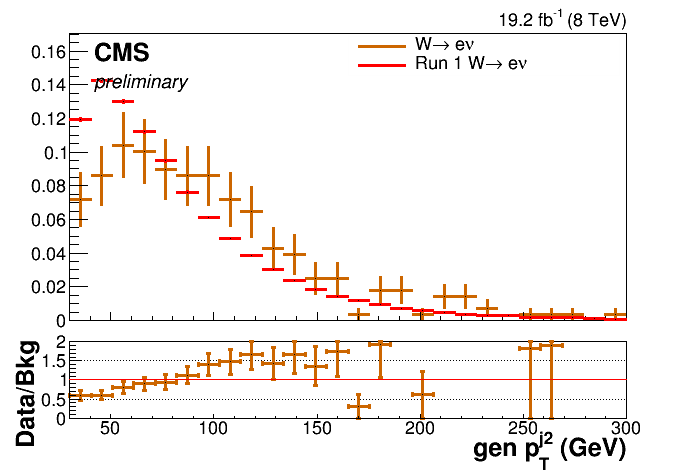 19.2 fb⁻¹ (8 TeV)
CMS
preliminary
W→ eν
Run 1 W→ eν
0.16
0.14
0.12
0.1
0.08
0.06
0.04
0.02
0
Data/Bkg
2
1.5
1
0.5
0
50 100 150 200 250 300
gen p_T^j2 (GeV)